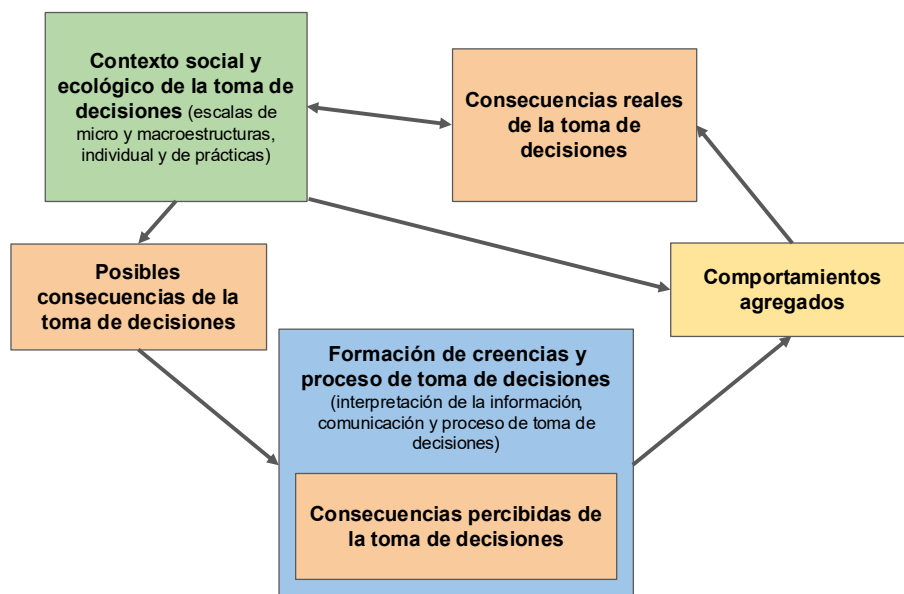 Contexto social y
ecológico de la toma de
decisiones (escalas de
micro y macroestructuras,
individual y de prácticas)
Consecuencias reales
de la toma de
decisiones
Posibles
consecuencias de la
toma de decisiones
Comportamientos
agregados
Formación de creencias y
proceso de toma de decisiones
(interpretación de la información,
comunicación y proceso de toma de
decisiones)
Consecuencias percibidas de
la toma de decisiones